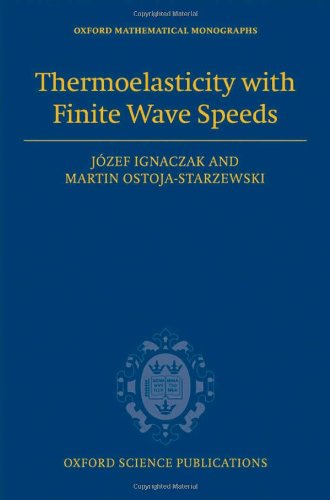 OXFORD MATHEMATICAL MONOGRAPHS
Thermoelasticity with
Finite Wave Speeds
JÓZEF IGNACZAK AND
MARTIN OSTOJA-STARZEWSKI
OXFORD SCIENCE PUBLICATIONS